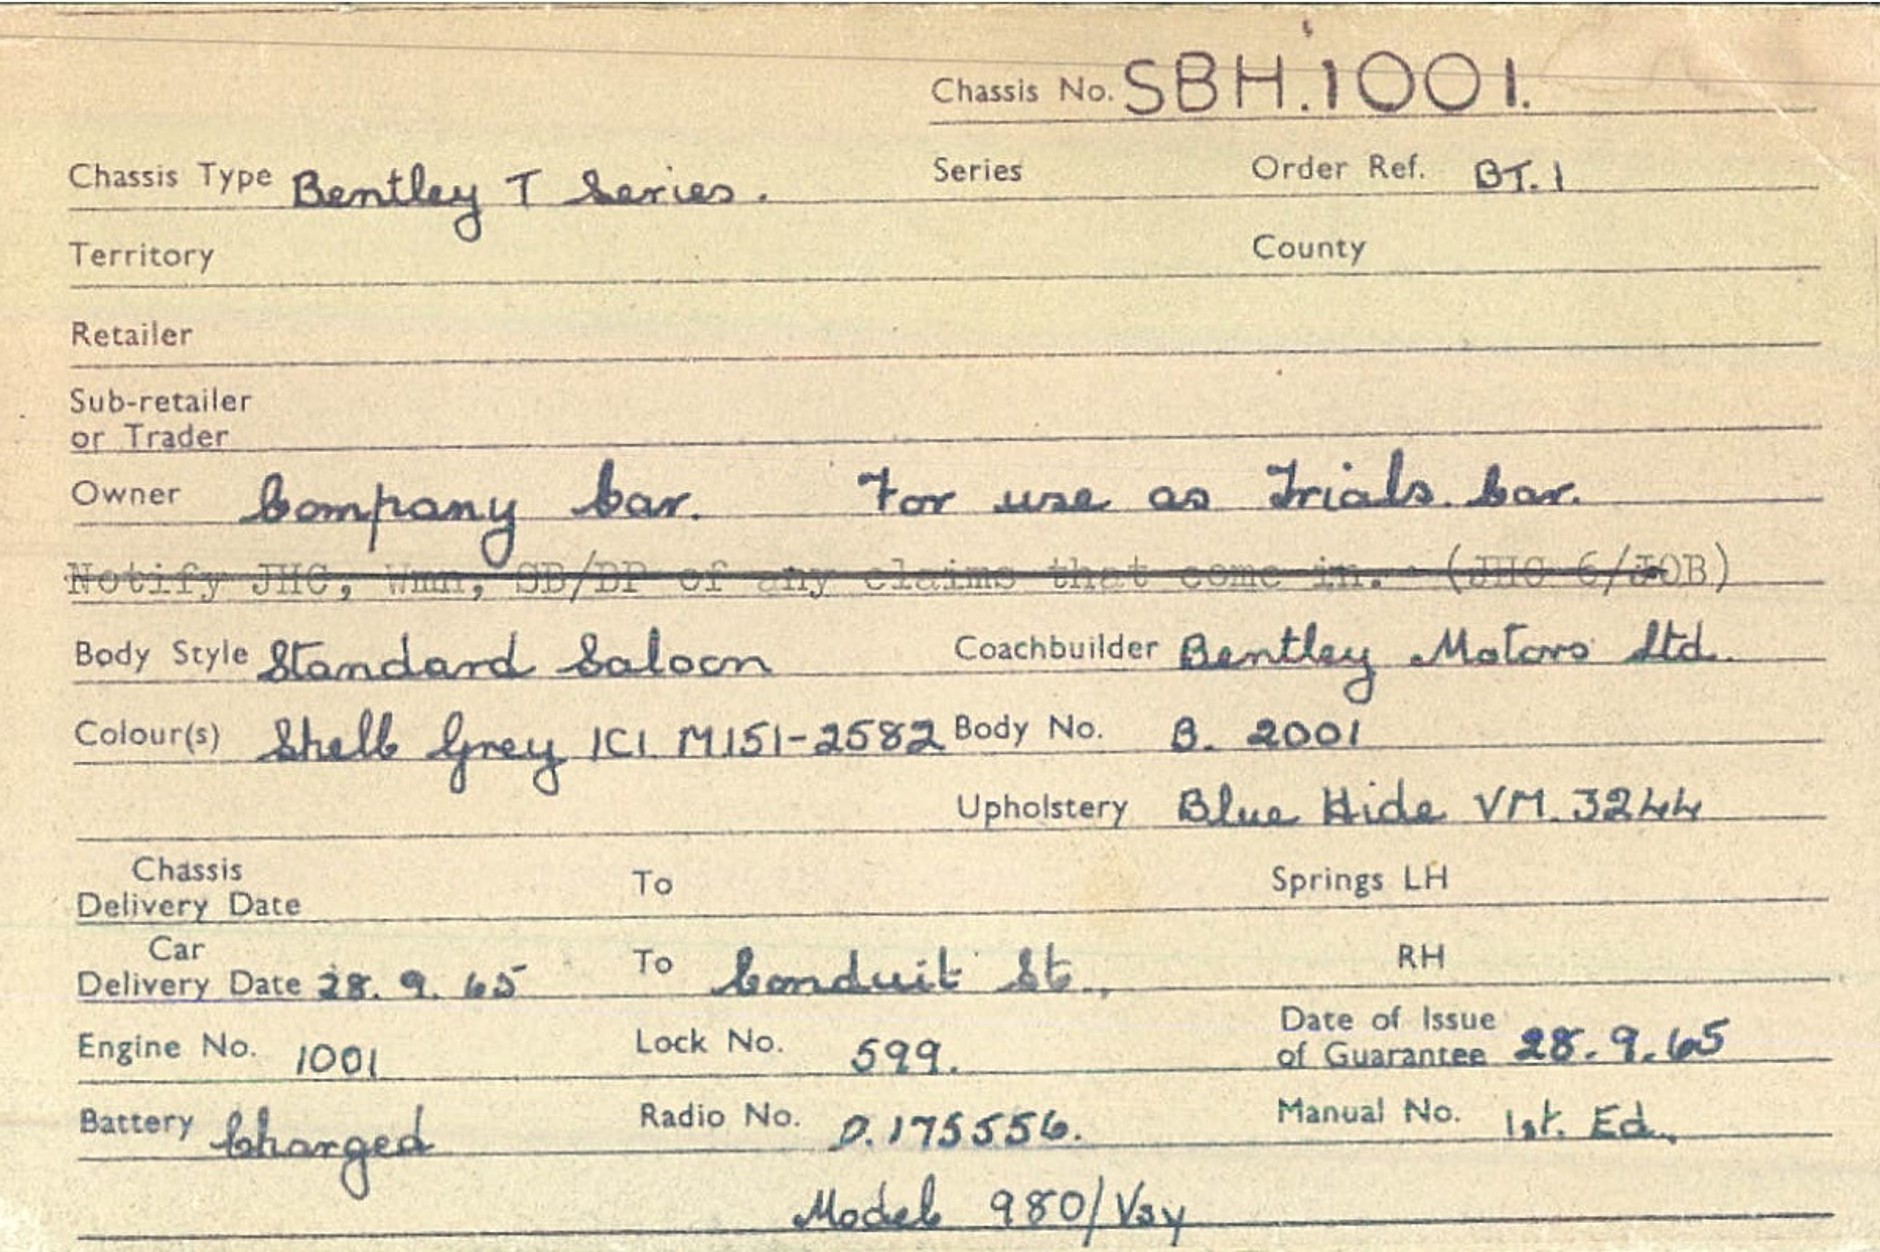 Chassis No. SBH.1001.
Chassis Type Bentley T Series. Series Order Ref. BT.1
Territory County
Retailer
Sub-retailer
or Trader
Owner Company Car. For use as Trials. Car.
Notify JHC, Wmn, SB/BP of any claims that come in. (JHC 6/JOB)
Body Style Standard Saloon Coachbuilder Bentley Motors Ltd.
Colour(s) Shell Grey ICI M151-2582 Body No. B. 2001
Upholstery Blue Hide VM. 3244
Chassis
Delivery Date To Springs LH
Car
Delivery Date 28. 9. 65 To Conduit St., RH
Engine No. 1001 Lock No. 599. Date of Issue
of Guarantee 28.9.65
Battery Charged Radio No. D.175556. Manual No. 1st. Ed.
Model 980/Vsy